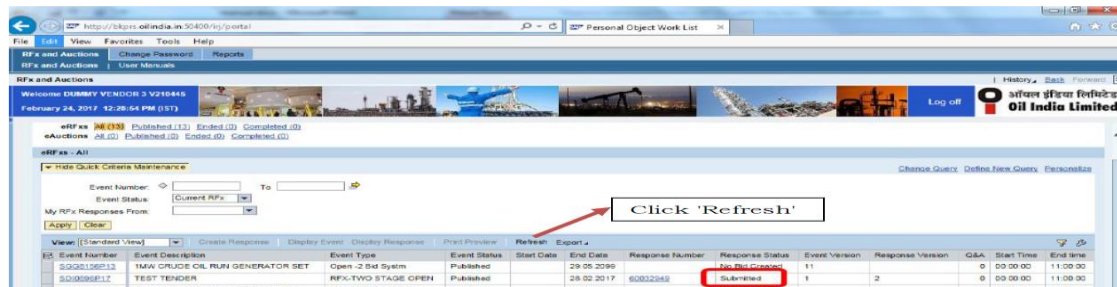 http://bkprs.oilindia.in:50400/irj/portal
Personal Object Work List
File Edit View Favorites Tools Help
RFx and Auctions Change Password Reports
RFx and Auctions | User Manuals
RFx and Auctions
| History Back Forward
Welcome DUMMY VENDOR 3 V210445
February 24, 2017 12:28:54 PM (IST)
Log off
ऑयल इंडिया लिमिटेड
Oil India Limited
eRFxs All (13) Published (13) Ended (0) Completed (0)
eAuctions All (0) Published (0) Ended (0) Completed (0)
eRFxs - All
Hide Quick Criteria Maintenance
Change Query Define New Query Personalize
Event Number: To
Event Status: Current RFx
My RFx Responses From:
Click 'Refresh'
Apply Clear
View: [Standard View] Create Response Display Event Display Response Print Preview Refresh Export
Event Number Event Description Event Type Event Status Start Date End Date Response Number Response Status Event Version Response Version Q&A Start Time End time
1MW CRUDE OIL RUN GENERATOR SET Open -2 Bid Systm Published 29.05.2099 No Bid Created 11 0 00:00:00 11:00:00
TEST TENDER RFX-TWO STAGE OPEN Published 28.02.2017 Submitted 1 2 0 00:00:00 11:00:00